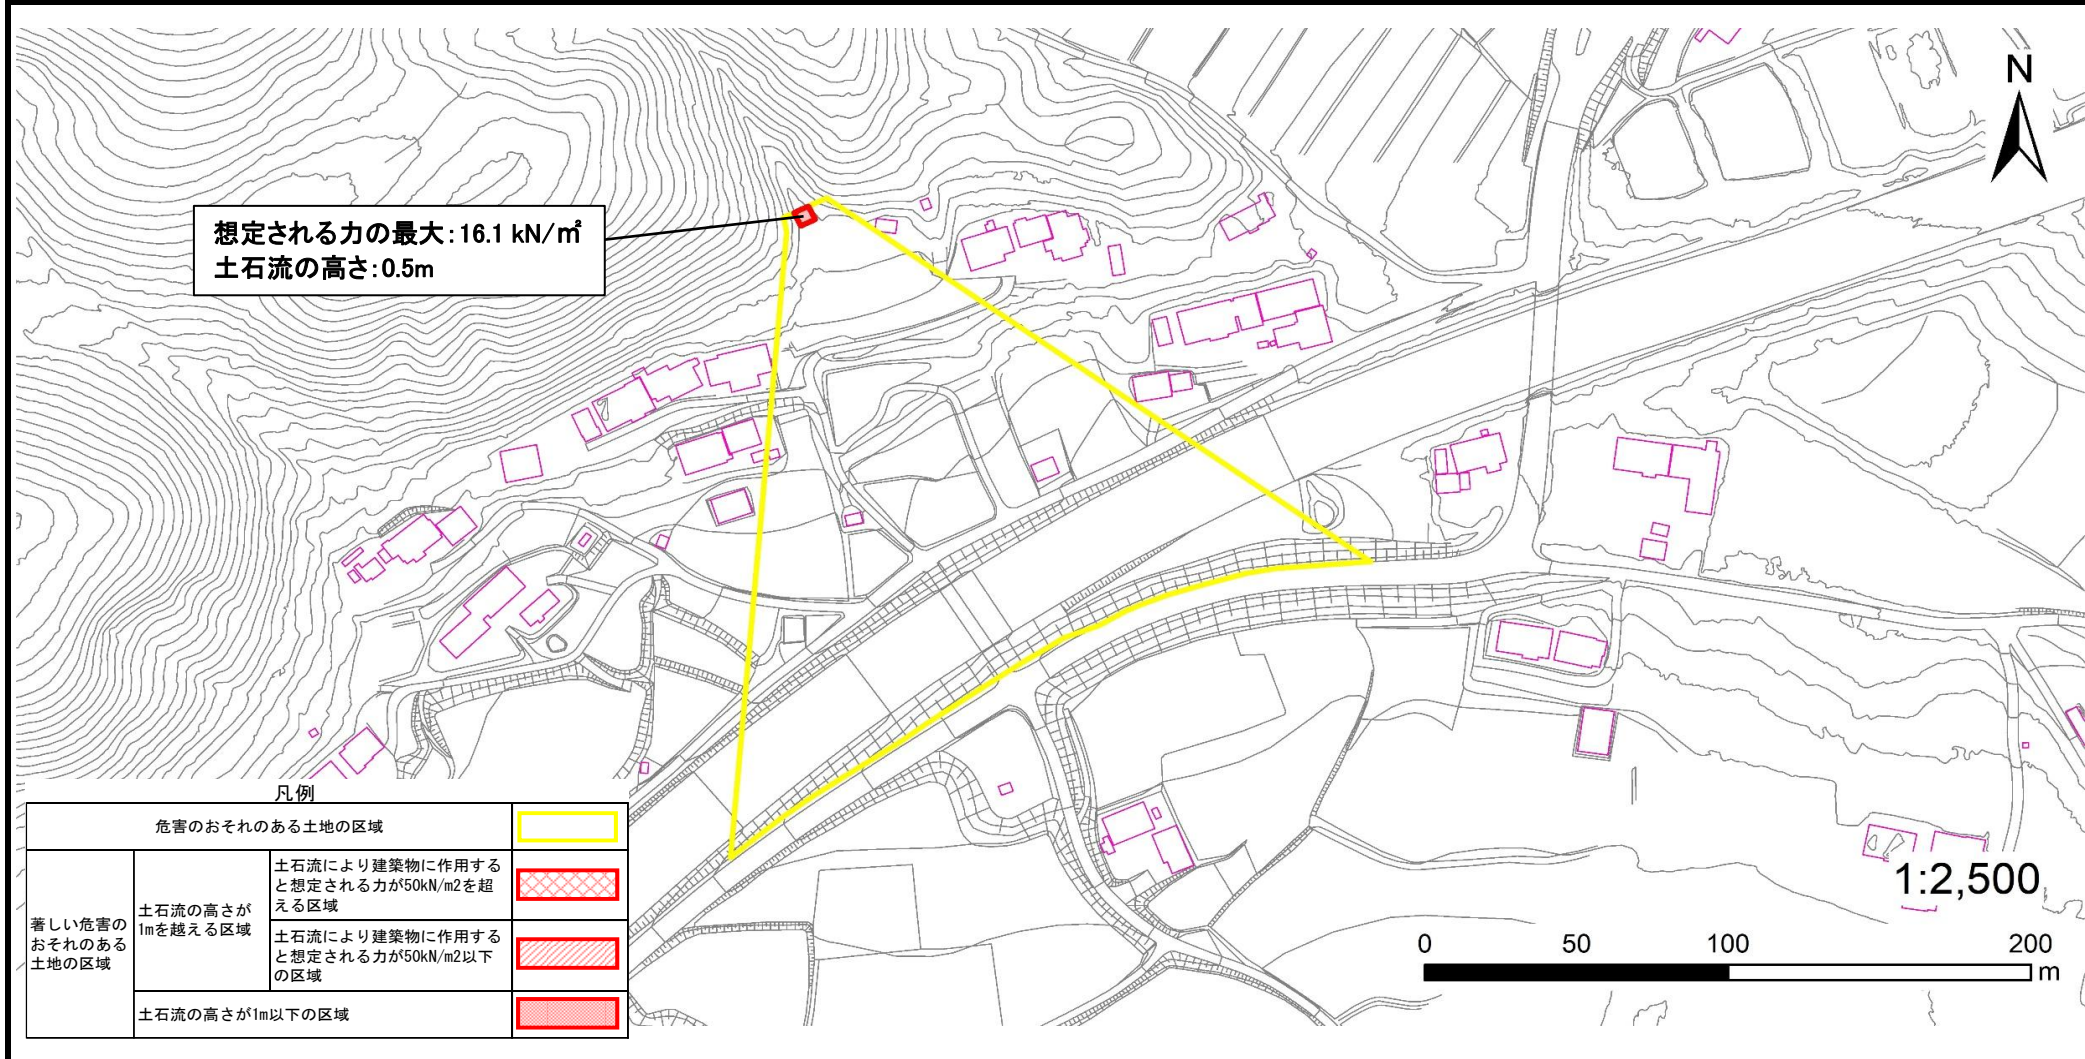 N
想定される力の最大:16.1 kN/㎡
土石流の高さ:0.5m
凡例
危害のおそれのある土地の区域
著しい危害の
おそれのある
土地の区域
土石流の高さが
1mを越える区域
土石流により建築物に作用する
と想定される力が50kN/m2を超
える区域
土石流により建築物に作用する
と想定される力が50kN/m2以下
の区域
土石流の高さが1m以下の区域
1:2,500
0 50 100 200
m